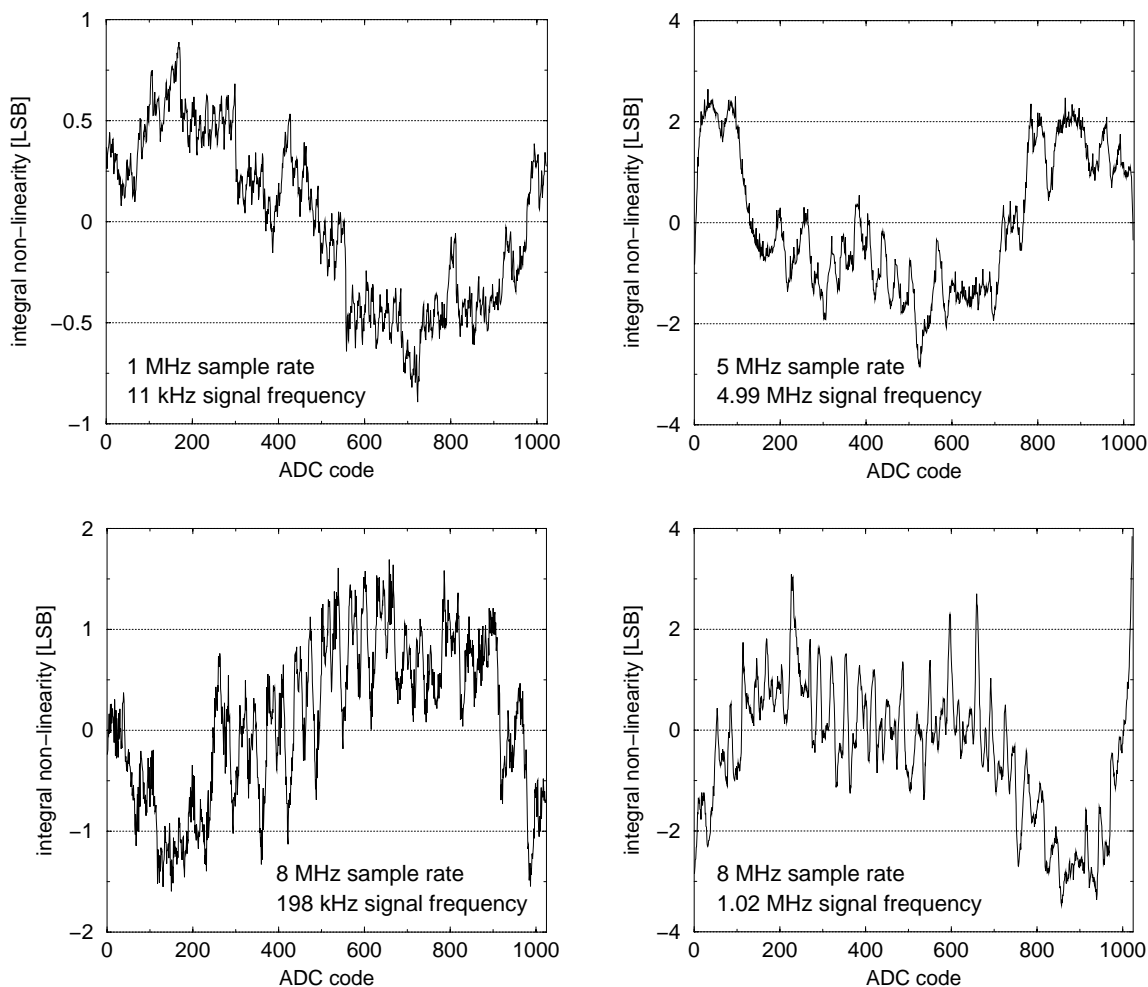 1
0.5
0
−0.5
−1
integral non−linearity [LSB]
1 MHz sample rate
11 kHz signal frequency
0 200 400 600 800 1000
ADC code
4
2
0
−2
−4
integral non−linearity [LSB]
5 MHz sample rate
4.99 MHz signal frequency
0 200 400 600 800 1000
ADC code
2
1
0
−1
−2
integral non−linearity [LSB]
8 MHz sample rate
198 kHz signal frequency
0 200 400 600 800 1000
ADC code
4
2
0
−2
−4
integral non−linearity [LSB]
8 MHz sample rate
1.02 MHz signal frequency
0 200 400 600 800 1000
ADC code